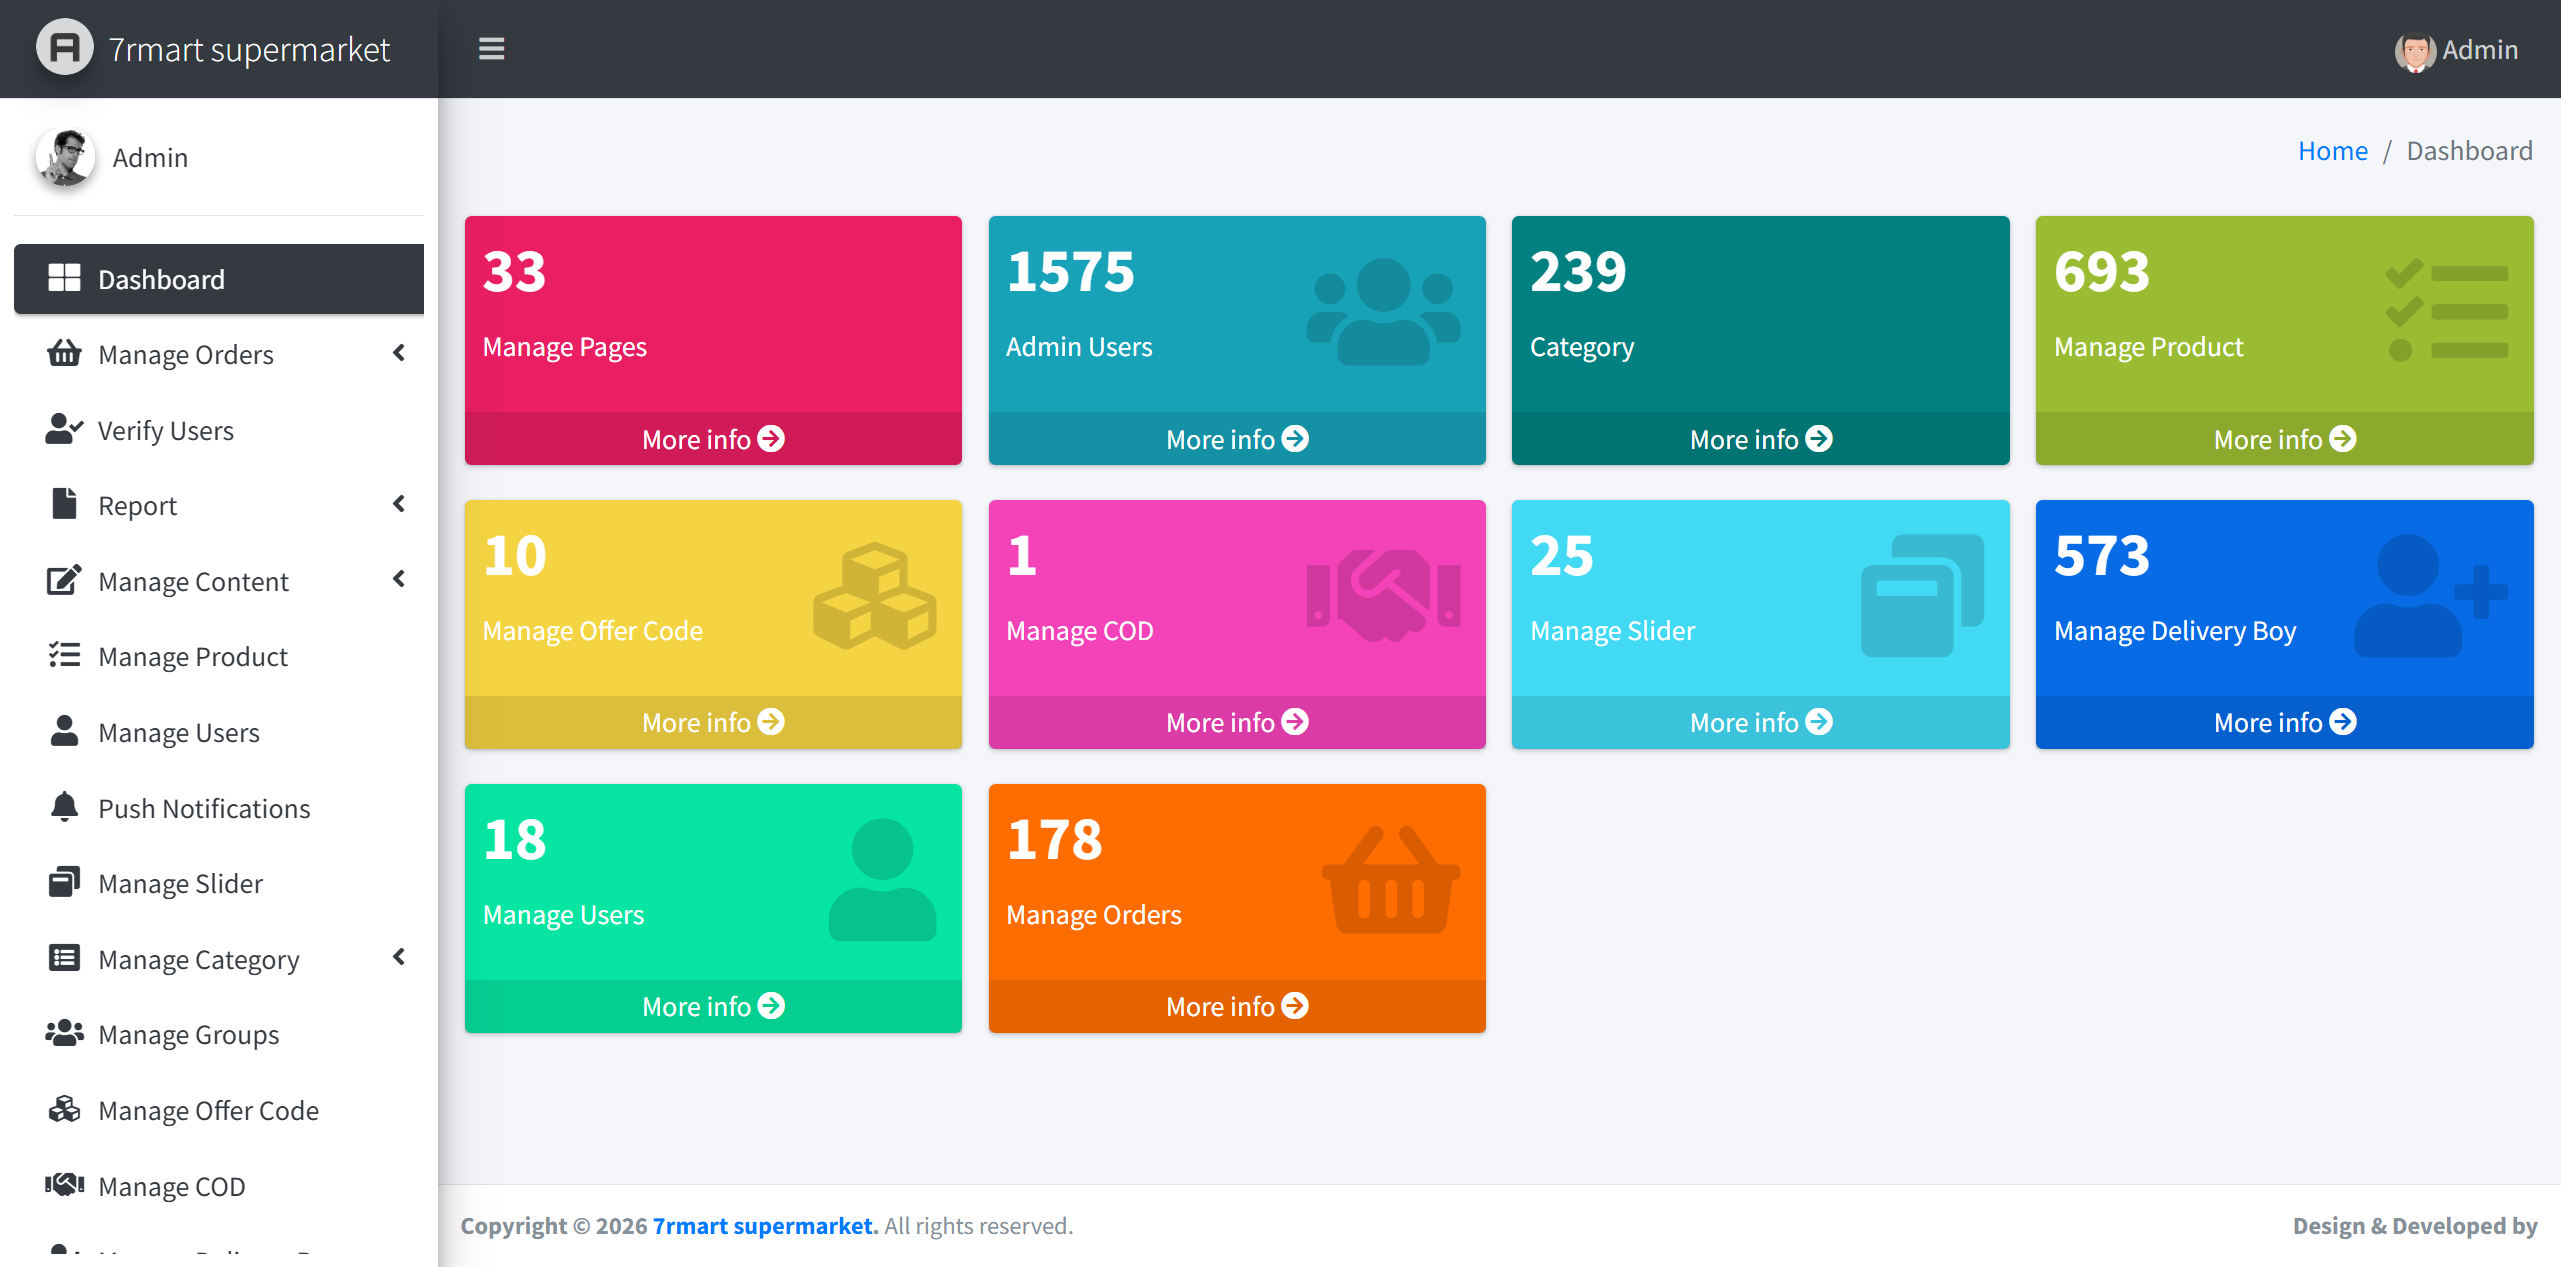 7rmart supermarket
Admin
Admin
Home / Dashboard
Dashboard
Manage Orders
Verify Users
Report
Manage Content
Manage Product
Manage Users
Push Notifications
Manage Slider
Manage Category
Manage Groups
Manage Offer Code
Manage COD
33
Manage Pages
More info
1575
Admin Users
More info
239
Category
More info
693
Manage Product
More info
10
Manage Offer Code
More info
1
Manage COD
More info
25
Manage Slider
More info
573
Manage Delivery Boy
More info
18
Manage Users
More info
178
Manage Orders
More info
Copyright © 2026 7rmart supermarket. All rights reserved.
Design & Developed by